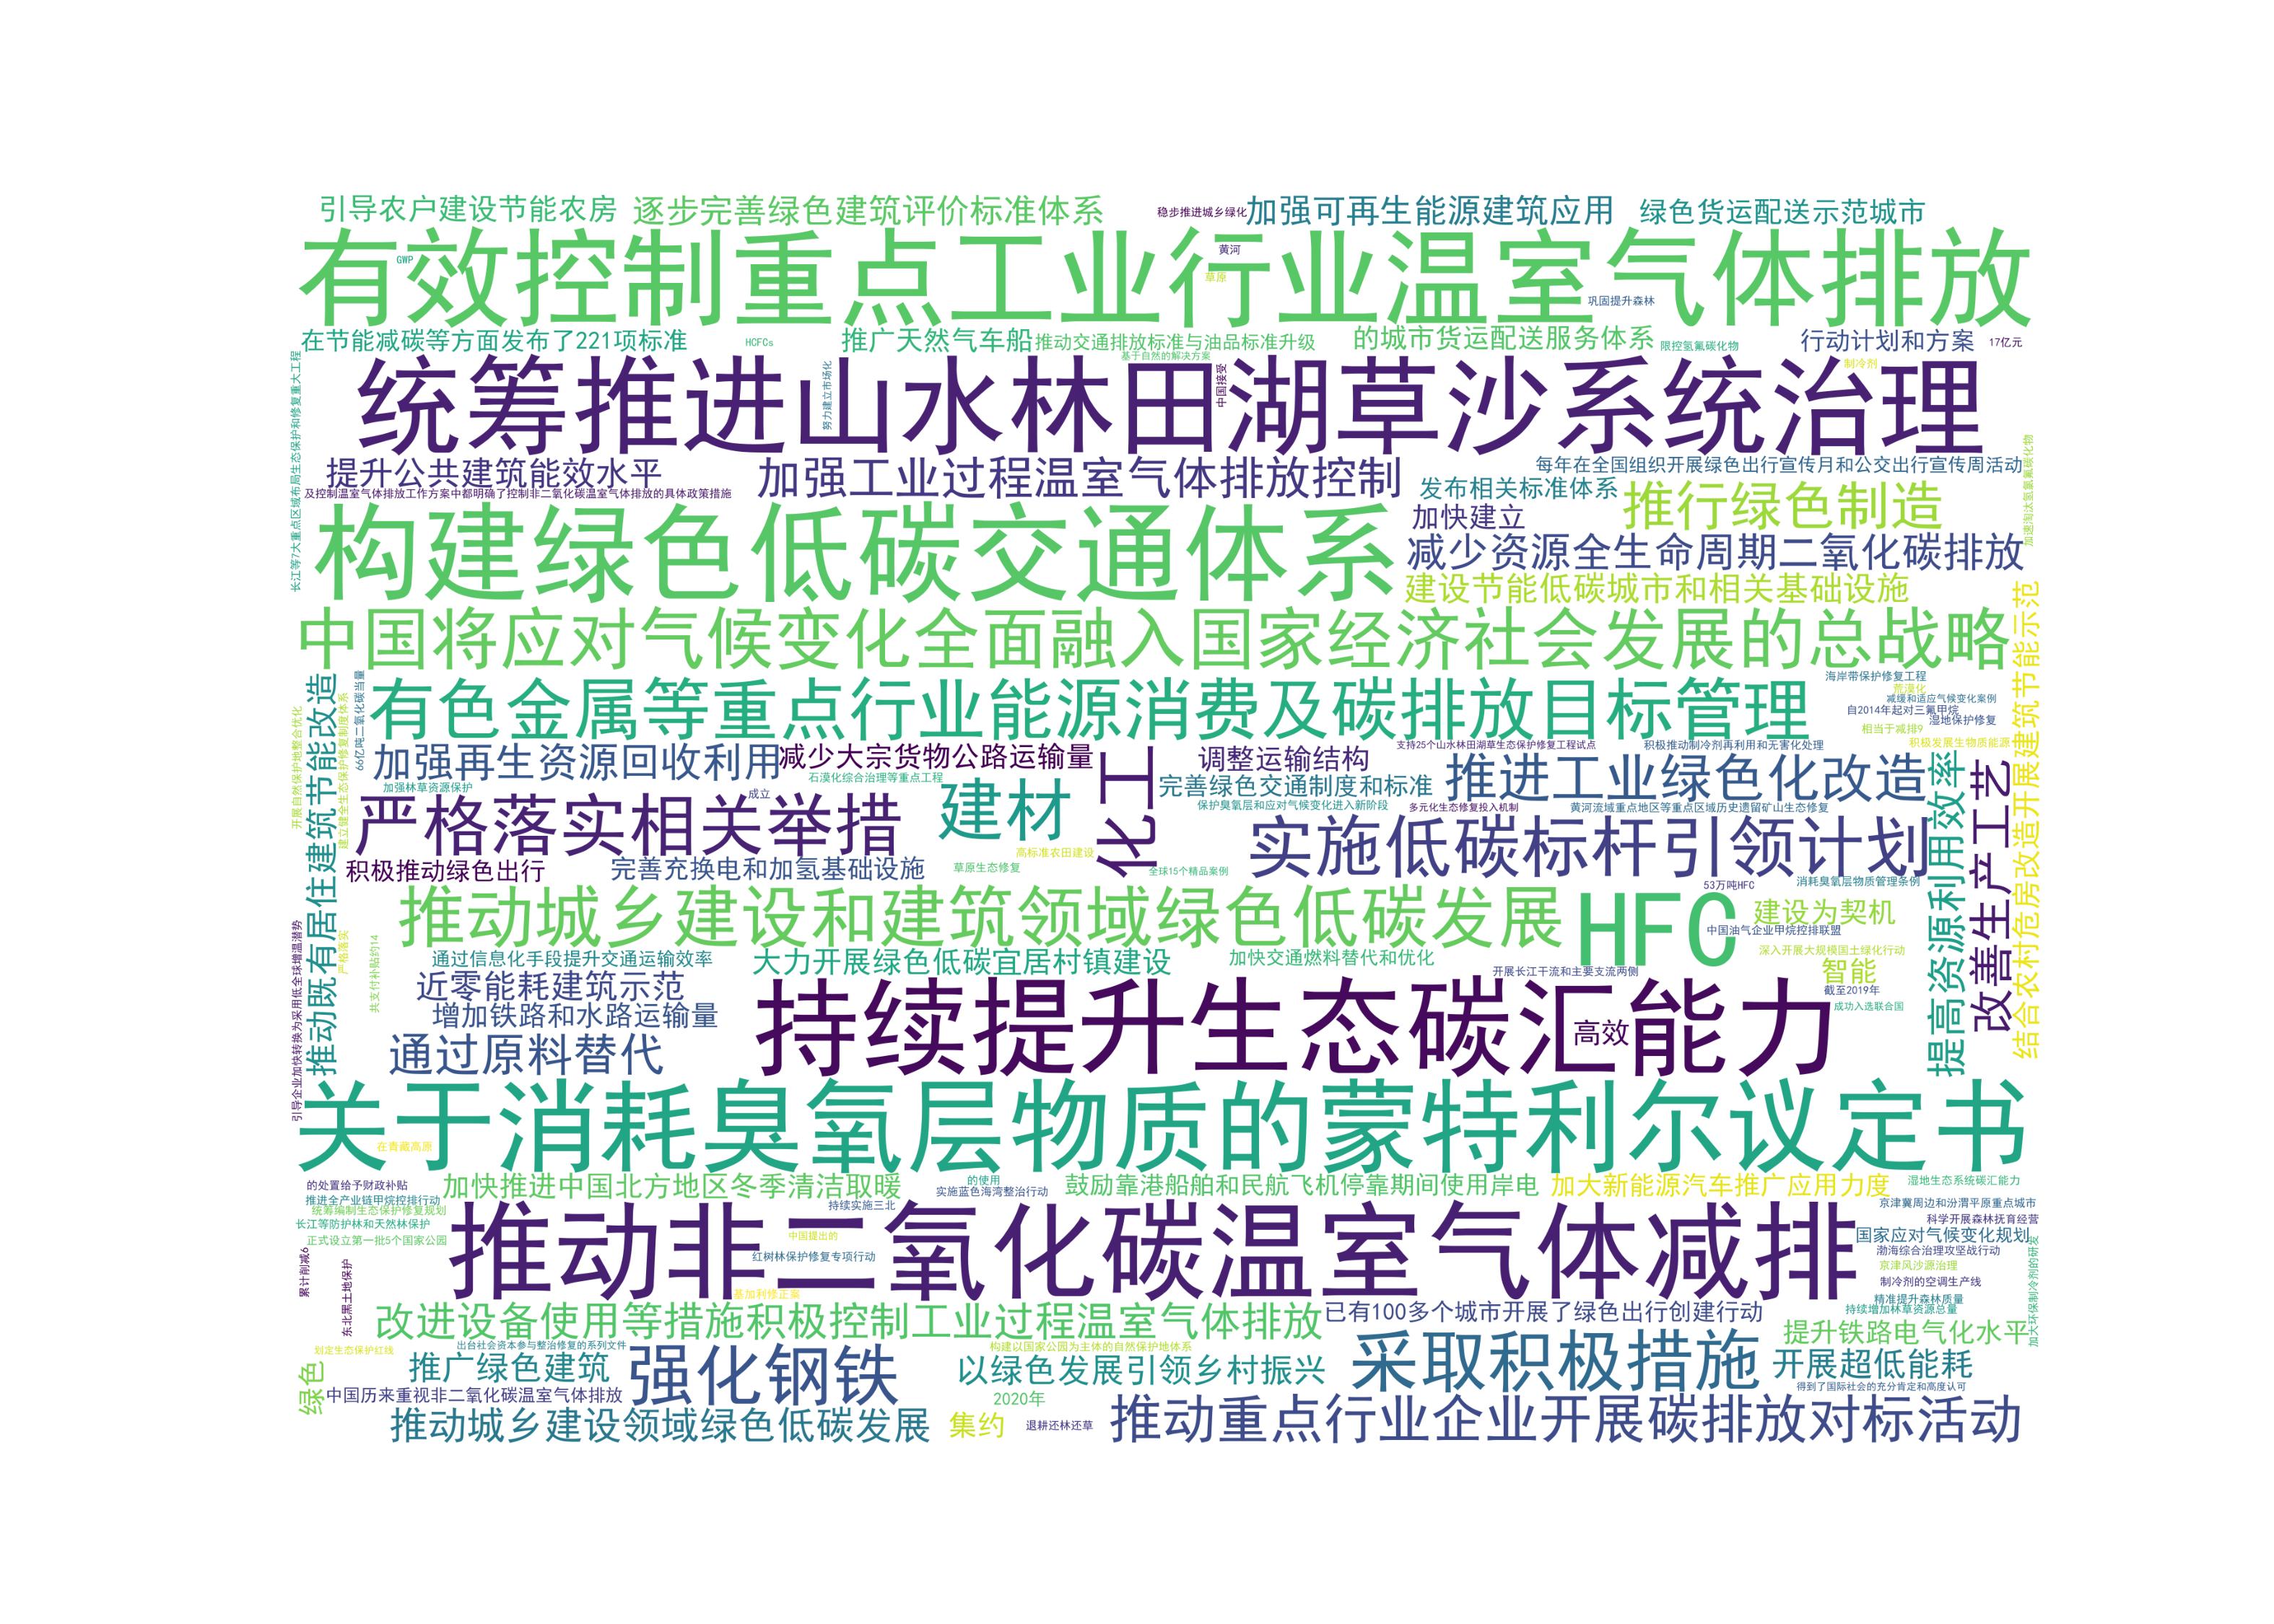 引导农户建设节能农房
逐步完善绿色建筑评价标准体系
稳步推进城乡绿化
加强可再生能源建筑应用
绿色货运配送示范城市
有效控制重点工业行业温室气体排放
GWP
黄河
草原
巩固提升森林
在节能减碳等方面发布了221项标准
HCFCs
推广天然气车船
推动交通排放标准与油品标准升级
的城市货运配送服务体系
限控氢氟碳化物
行动计划和方案
17亿元
基于自然的解决方案
长江等7大重点区域布局生态保护和修复重大工程
统筹推进山水林田湖草沙系统治理
努力建立市场化
中国接受
制冷剂
提升公共建筑能效水平
加强工业过程温室气体排放控制
每年在全国组织开展绿色出行宣传月和公交出行宣传周活动
加速淘汰氢氯氟碳化物
及控制温室气体排放工作方案中都明确了控制非二氧化碳温室气体排放的具体政策措施
发布相关标准体系
推行绿色制造
构建绿色低碳交通体系
加快建立
减少资源全生命周期二氧化碳排放
建设节能低碳城市和相关基础设施
中国将应对气候变化全面融入国家经济社会发展的总战略
结合农村危房改造开展建筑节能示范
有色金属等重点行业能源消费及碳排放目标管理
海岸带保护修复工程
荒漠化
减缓和适应气候变化案例
自2014年起对三氟甲烷
湿地保护修复
相当于减排9
积极发展生物质能源
开展自然保护地整合优化
推动既有居住建筑节能改造
建立健全生态保护修复制度体系
66亿吨二氧化碳当量
加强再生资源回收利用
减少大宗货物公路运输量
化工
调整运输结构
支持25个山水林田湖草生态保护修复工程试点
积极推动制冷剂再利用和无害化处理
石漠化综合治理等重点工程
加强林草资源保护
成立
建材
完善绿色交通制度和标准
推进工业绿色化改造
提高资源利用效率
改善生产工艺
保护臭氧层和应对气候变化进入新阶段
多元化生态修复投入机制
黄河流域重点地区等重点区域历史遗留矿山生态修复
严格落实相关举措
实施低碳标杆引领计划
高标准农田建设
积极推动绿色出行
完善充换电和加氢基础设施
草原生态修复
全球15个精品案例
53万吨HFC
消耗臭氧层物质管理条例
推动城乡建设和建筑领域绿色低碳发展
HFC
建设为契机
中国油气企业甲烷控排联盟
深入开展大规模国土绿化行动
引导企业加快转换为采用低全球增温潜势
严格落实
共支付补贴约14
通过信息化手段提升交通运输效率
大力开展绿色低碳宜居村镇建设
加快交通燃料替代和优化
开展长江干流和主要支流两侧
智能
截至2019年
成功入选联合国
近零能耗建筑示范
增加铁路和水路运输量
通过原料替代
持续提升生态碳汇能力
高效
关于消耗臭氧层物质的蒙特利尔议定书
在青藏高原
的处置给予财政补贴
推进全产业链甲烷控排行动
统筹编制生态保护修复规划
长江等防护林和天然林保护
正式设立第一批5个国家公园
加快推进中国北方地区冬季清洁取暖
的使用
实施蓝色海湾整治行动
鼓励靠港船舶和民航飞机停靠期间使用岸电
加大新能源汽车推广应用力度
湿地生态系统碳汇能力
持续实施三北
京津冀周边和汾渭平原重点城市
科学开展森林抚育经营
国家应对气候变化规划
推动非二氧化碳温室气体减排
中国提出的
红树林保护修复专项行动
渤海综合治理攻坚战行动
京津风沙源治理
制冷剂的空调生产线
加大环保制冷剂的研发
累计削减6
东北黑土地保护
基加利修正案
精准提升森林质量
持续增加林草资源总量
改进设备使用等措施积极控制工业过程温室气体排放
已有100多个城市开展了绿色出行创建行动
提升铁路电气化水平
划定生态保护红线
出台社会资本参与整治修复的系列文件
构建以国家公园为主体的自然保护地体系
绿色
推广绿色建筑
强化钢铁
以绿色发展引领乡村振兴
采取积极措施
开展超低能耗
得到了国际社会的充分肯定和高度认可
中国历来重视非二氧化碳温室气体排放
2020年
推动城乡建设领域绿色低碳发展
集约
退耕还林还草
推动重点行业企业开展碳排放对标活动